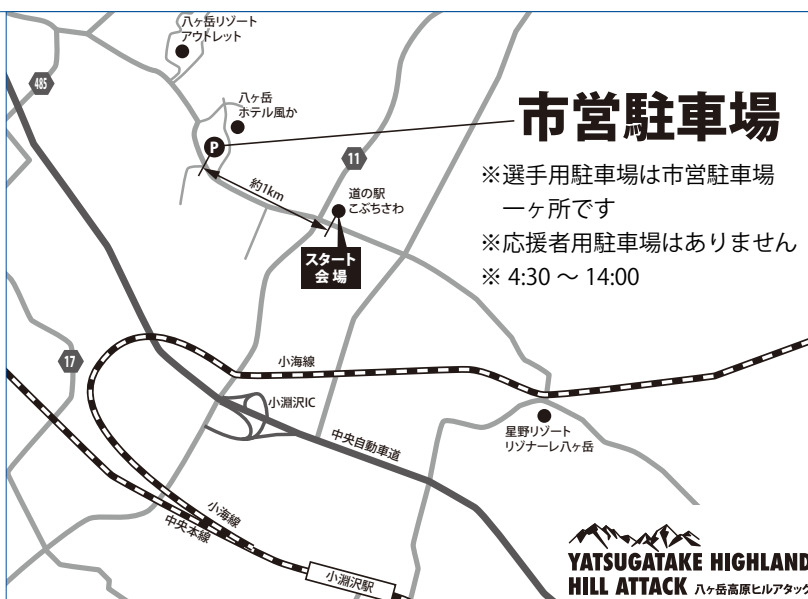 八ヶ岳リゾート
アウトレット
485
八ヶ岳
ホテル風か
P
11
約1km
道の駅
こぶちさわ
スタート
会場
市営駐車場
※選手用駐車場は市営駐車場
一ヶ所です
※応援者用駐車場はありません
※ 4:30 〜 14:00
17
小海線
小淵沢IC
中央自動車道
星野リゾート
リゾナーレ八ヶ岳
小海線
中央本線
小淵沢駅
YATSUGATAKE HIGHLAND
HILL ATTACK 八ヶ岳高原ヒルアタック